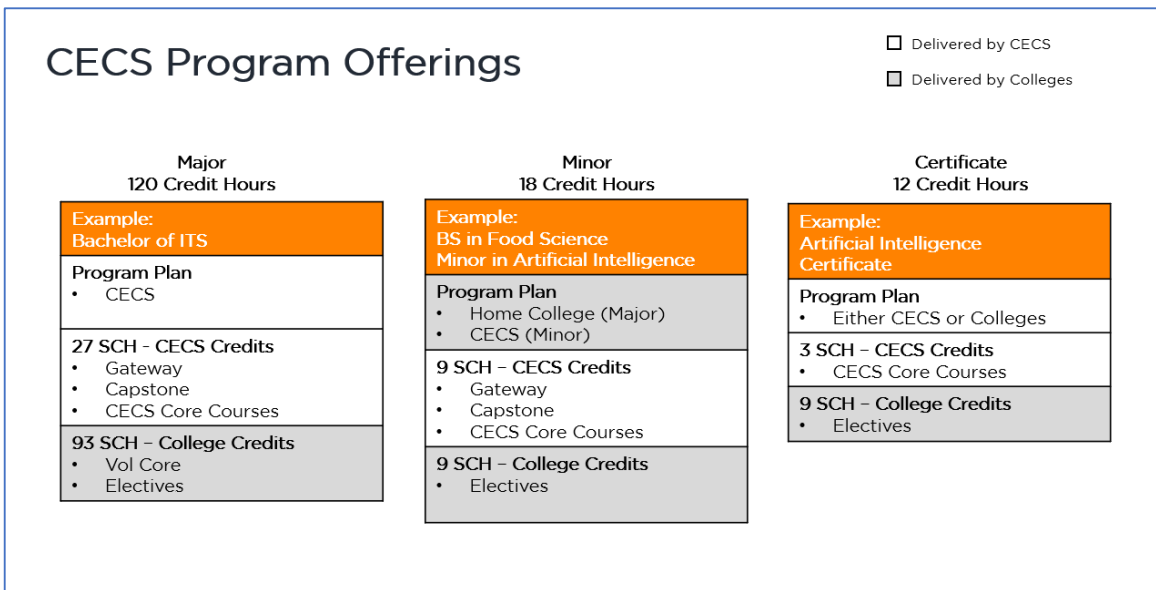 CECS Program Offerings
Delivered by CECS
Delivered by Colleges
Major
120 Credit Hours
Example:
Bachelor of ITS
Program Plan
• CECS
27 SCH - CECS Credits
• Gateway
• Capstone
• CECS Core Courses
93 SCH – College Credits
• Vol Core
• Electives
Minor
18 Credit Hours
Example:
BS in Food Science
Minor in Artificial Intelligence
Program Plan
• Home College (Major)
• CECS (Minor)
9 SCH – CECS Credits
• Gateway
• Capstone
• CECS Core Courses
9 SCH – College Credits
• Electives
Certificate
12 Credit Hours
Example:
Artificial Intelligence
Certificate
Program Plan
• Either CECS or Colleges
3 SCH – CECS Credits
• CECS Core Courses
9 SCH – College Credits
• Electives